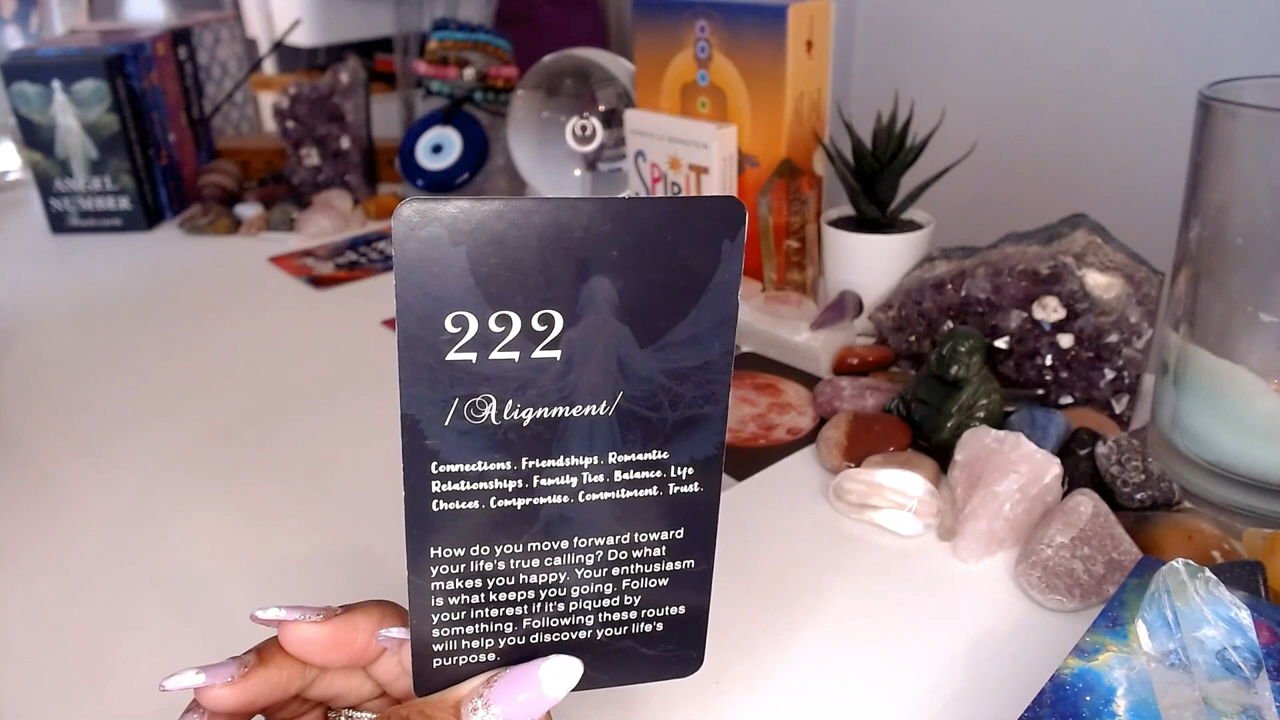 ANGEL
NUMBER
SPIRIT
222
/Alignment/
Connections. Friendships. Romantic
Relationships. Family Ties. Balance. Life
Choices. Compromise. Commitment. Trust.
How do you move forward toward
your life's true calling? Do what
makes you happy. Your enthusiasm
is what keeps you going. Follow
your interest if it's piqued by
something. Following these routes
will help you discover your life's
purpose.